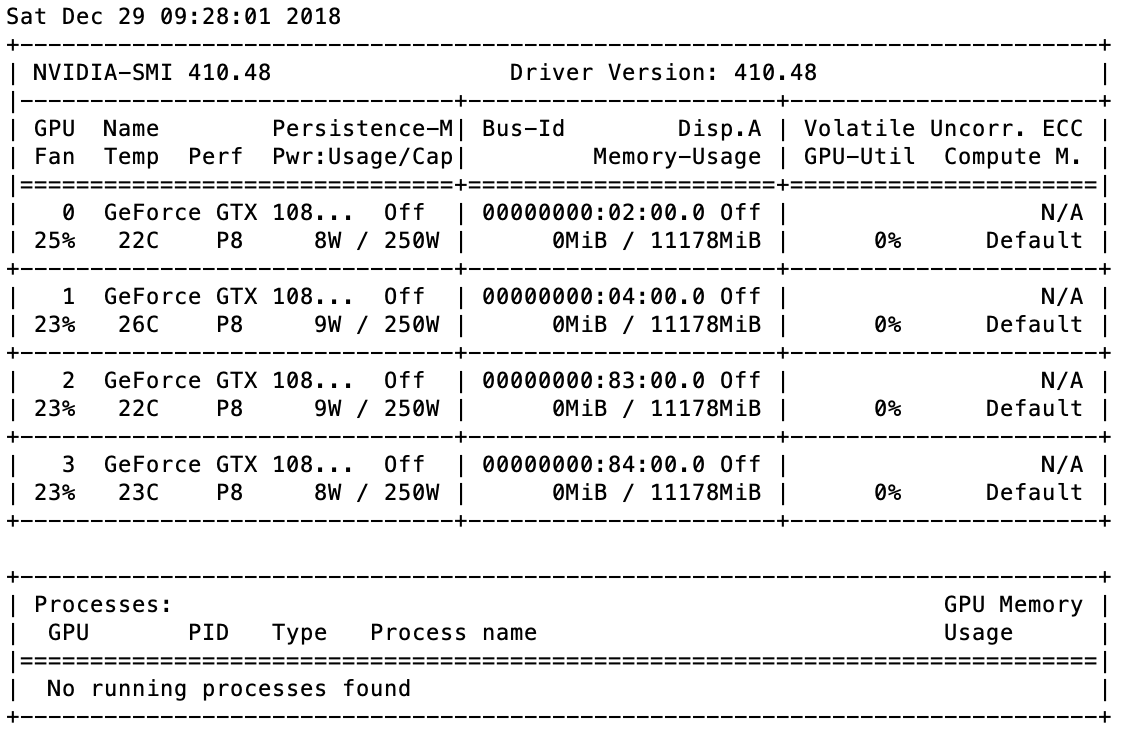 Sat Dec 29 09:28:01 2018
+-----------------------------------------------------------------------------+
| NVIDIA-SMI 410.48                 Driver Version: 410.48                    |
|-------------------------------+----------------------+----------------------+
| GPU  Name        Persistence-M| Bus-Id        Disp.A | Volatile Uncorr. ECC |
| Fan  Temp  Perf  Pwr:Usage/Cap|         Memory-Usage | GPU-Util  Compute M. |
|===============================+======================+======================|
|   0  GeForce GTX 108...  Off  | 00000000:02:00.0 Off |                  N/A |
| 25%   22C    P8     8W / 250W |      0MiB / 11178MiB |      0%      Default |
+-------------------------------+----------------------+----------------------+
|   1  GeForce GTX 108...  Off  | 00000000:04:00.0 Off |                  N/A |
| 23%   26C    P8     9W / 250W |      0MiB / 11178MiB |      0%      Default |
+-------------------------------+----------------------+----------------------+
|   2  GeForce GTX 108...  Off  | 00000000:83:00.0 Off |                  N/A |
| 23%   22C    P8     9W / 250W |      0MiB / 11178MiB |      0%      Default |
+-------------------------------+----------------------+----------------------+
|   3  GeForce GTX 108...  Off  | 00000000:84:00.0 Off |                  N/A |
| 23%   23C    P8     8W / 250W |      0MiB / 11178MiB |      0%      Default |
+-------------------------------+----------------------+----------------------+

+-----------------------------------------------------------------------------+
| Processes:                                                       GPU Memory |
|  GPU       PID   Type   Process name                             Usage      |
|=============================================================================|
|  No running processes found                                                 |
+-----------------------------------------------------------------------------+